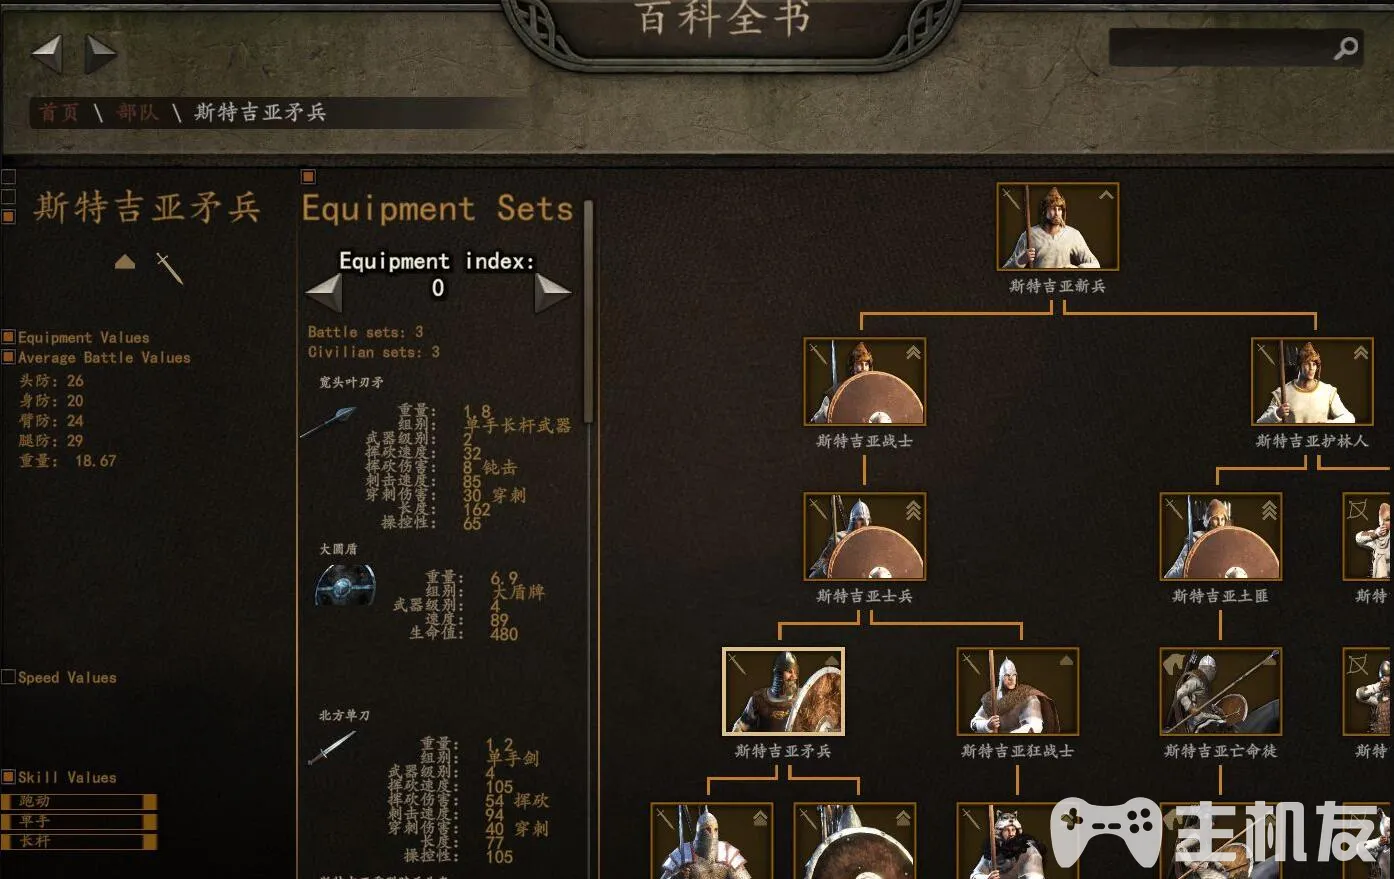 百科全书
首页 \ 部队 \ 斯特吉亚矛兵
斯特吉亚矛兵
Equipment Values
Average Battle Values
头防: 26
身防: 20
臂防: 24
腿防: 29
重量: 18.67
Speed Values
Skill Values
跑动
单手
长杆
Equipment Sets
Equipment index:
0
Battle sets: 3
Civilian sets: 3
宽头叶刃矛
重量: 1.8
组别: 单手长杆武器
武器级别: 2
挥砍速度: 32
挥砍伤害: 8 钝击
刺击速度: 85
穿刺伤害: 30 穿刺
长度: 162
操控性: 65
大圆盾
重量: 6.9
组别: 大盾牌
武器级别: 4
速度: 89
生命值: 480
北方单刀
重量: 1.2
组别: 单手剑
武器级别: 4
挥砍速度: 105
挥砍伤害: 54 挥砍
刺击速度: 94
穿刺伤害: 40 穿刺
长度: 77
操控性: 105
斯特吉亚新兵
斯特吉亚战士
斯特吉亚护林人
斯特吉亚士兵
斯特吉亚土匪
斯特
斯特吉亚矛兵
斯特吉亚狂战士
斯特吉亚亡命徒
斯特
主机友